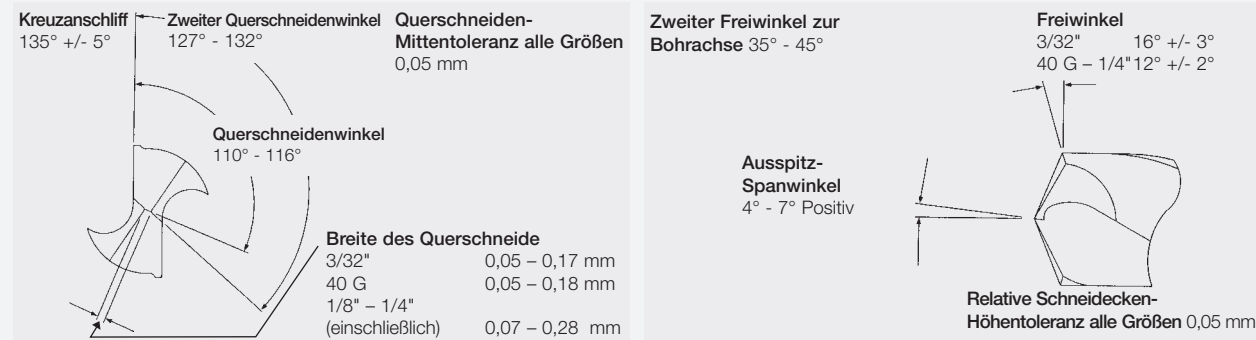 Kreuzanschliff
135° +/- 5°
Zweiter Querschneidenwinkel
127° - 132°
Querschneiden-
Mittentoleranz alle Größen
0,05 mm
Querschneidenwinkel
110° - 116°
Breite des Querschneide
3/32" 0,05 – 0,17 mm
40 G 0,05 – 0,18 mm
1/8" – 1/4"
(einschließlich) 0,07 – 0,28 mm
Zweiter Freiwinkel zur
Bohrachse 35° - 45°
Freiwinkel
3/32" 16° +/- 3°
40 G – 1/4" 12° +/- 2°
Ausspitz-
Spanwinkel
4° - 7° Positiv
Relative Schneidecken-
Höhentoleranz alle Größen 0,05 mm